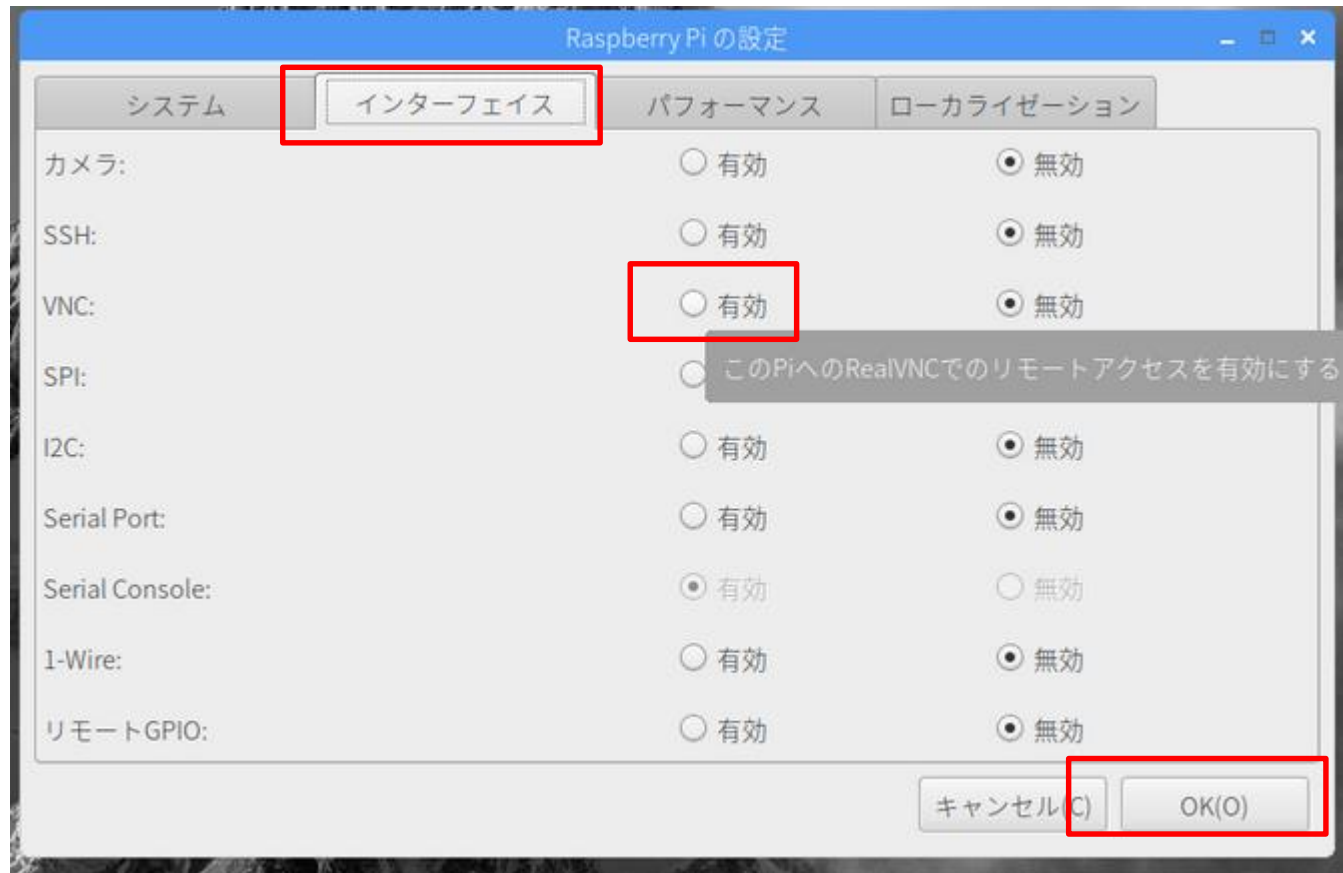 Raspberry Pi の設定
システム インターフェイス パフォーマンス ローカライゼーション
カメラ: 有効 無効
SSH: 有効 無効
VNC: 有効 無効
このPiへのRealVNCでのリモートアクセスを有効にする
SPI:
I2C: 有効 無効
Serial Port: 有効 無効
Serial Console: 有効 無効
1-Wire: 有効 無効
リモートGPIO: 有効 無効
キャンセル(C) OK(O)